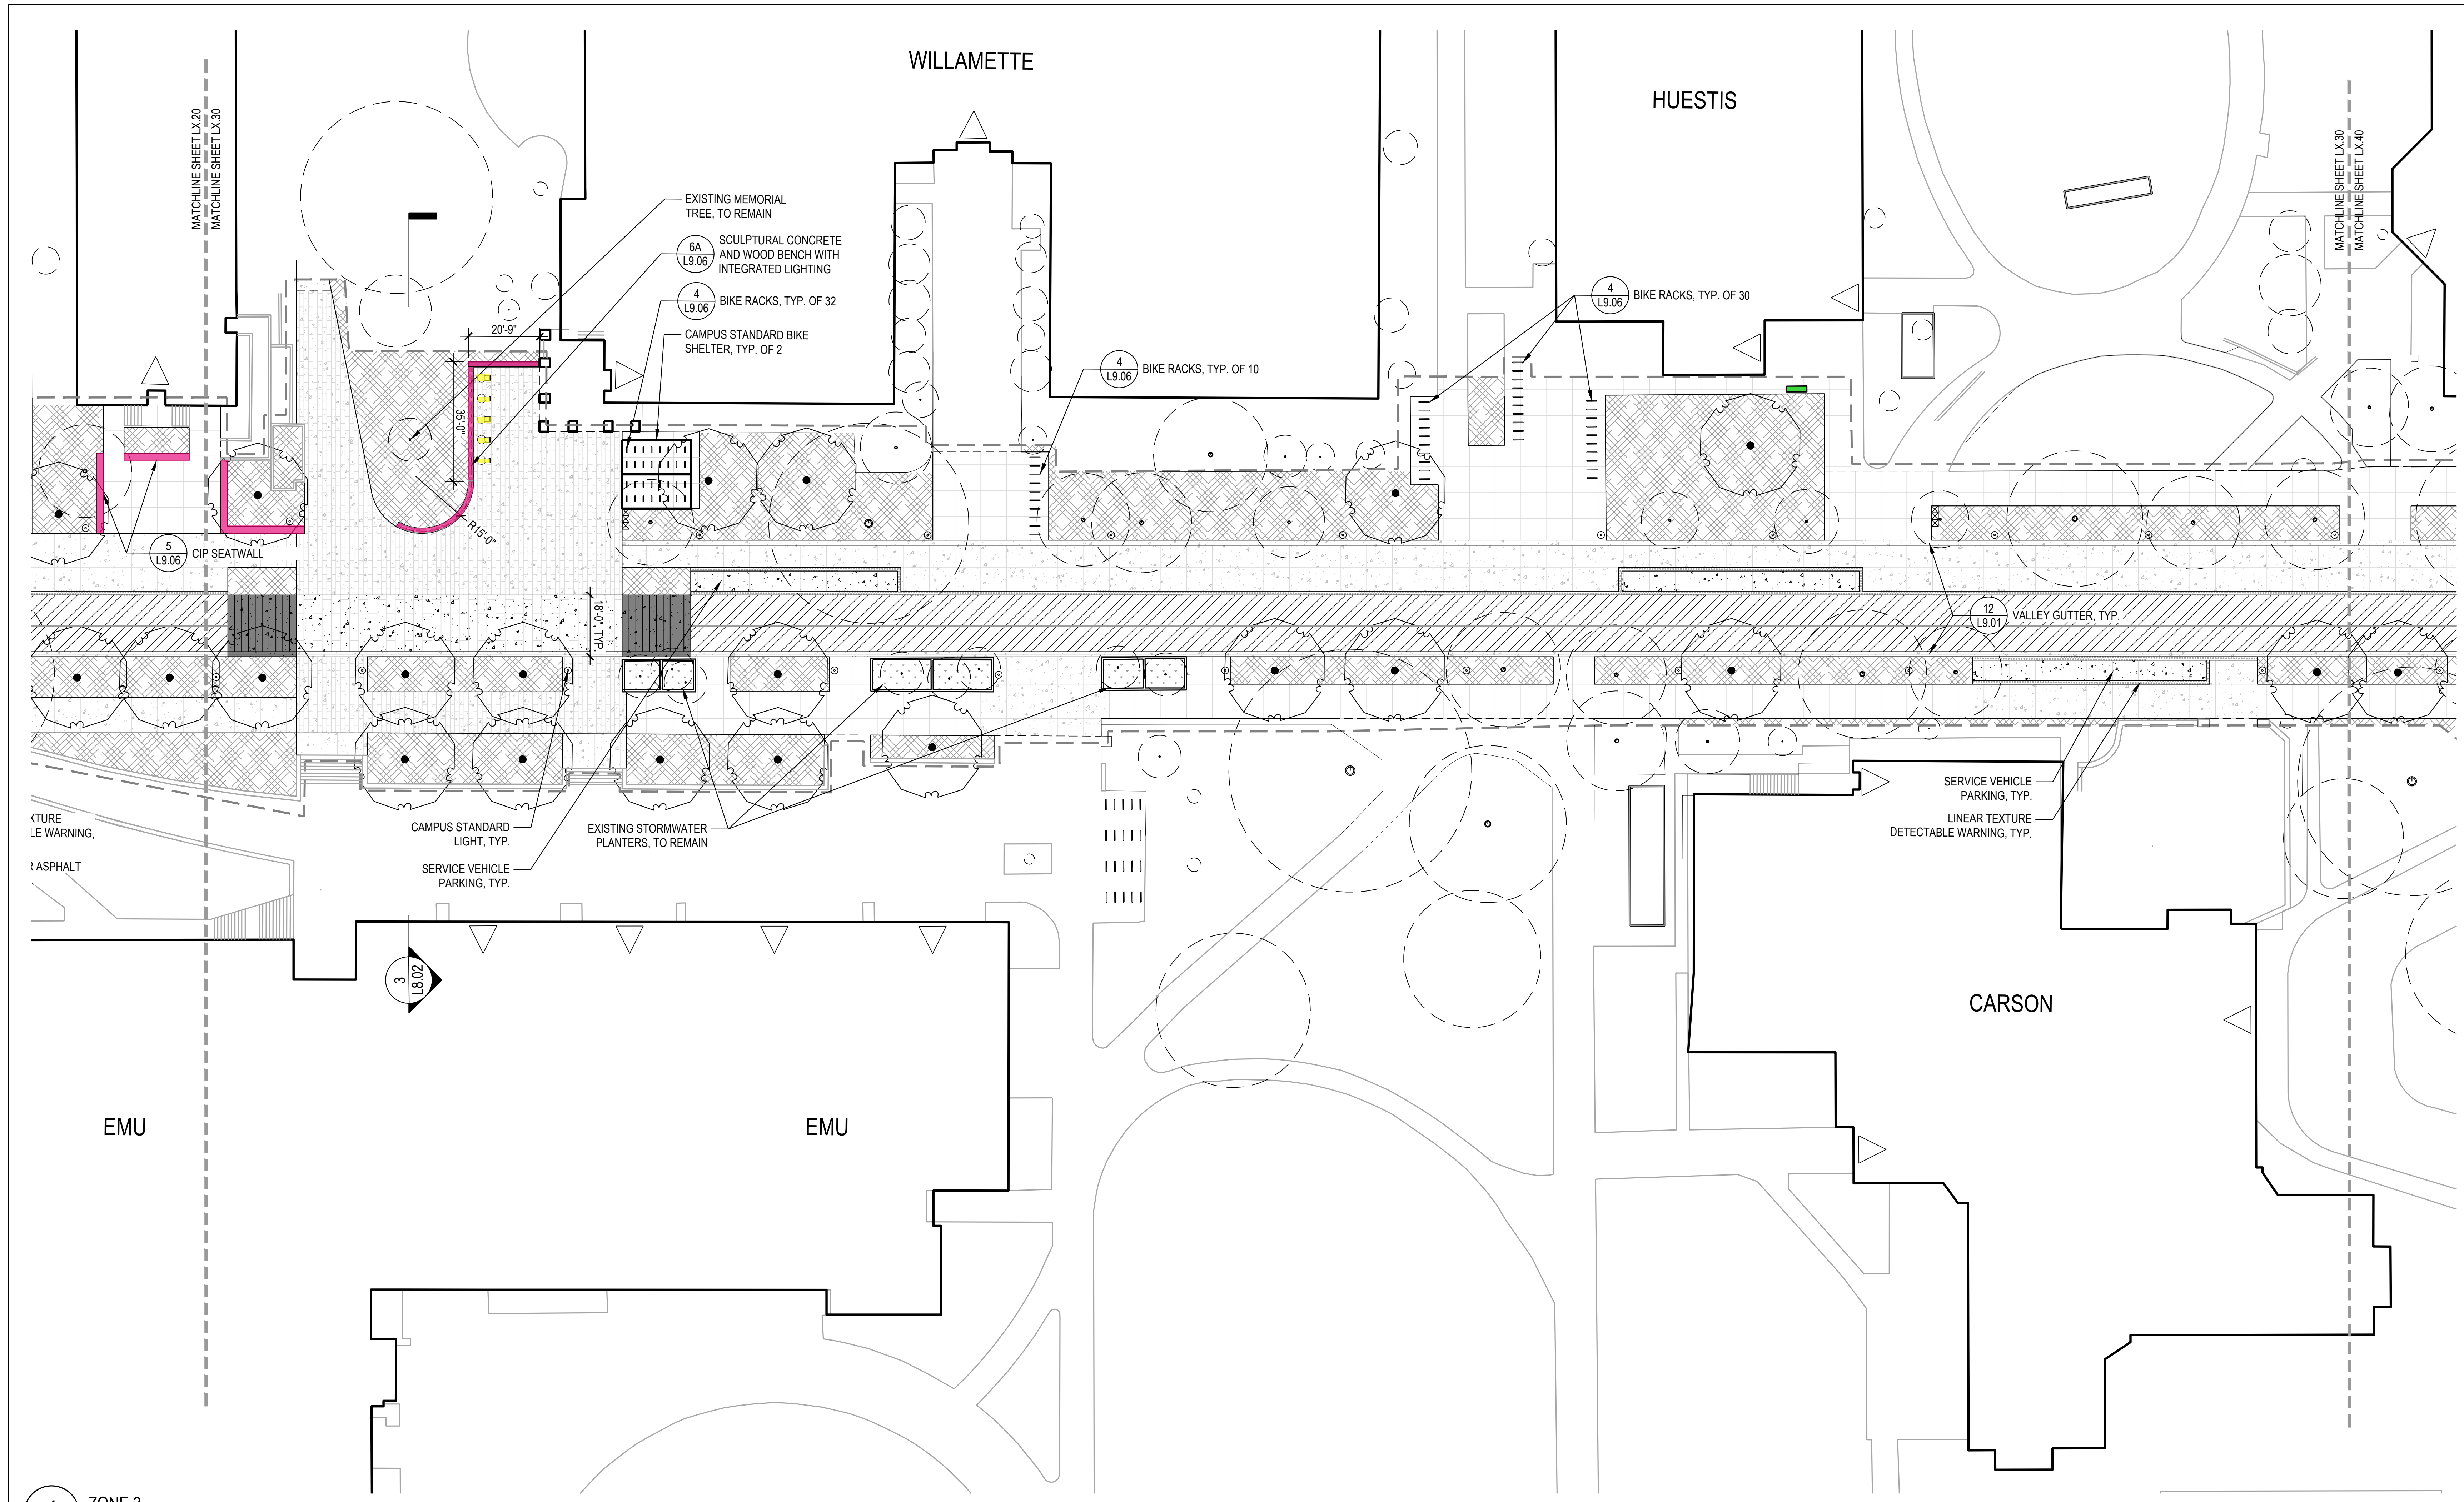 WILLAMETTE
HUESTIS
MATCHLINE SHEET LX.20
MATCHLINE SHEET LX.30
MATCHLINE SHEET LX.30
MATCHLINE SHEET LX.40
EXISTING MEMORIAL
TREE, TO REMAIN
6A
L9.06
SCULPTURAL CONCRETE
AND WOOD BENCH WITH
INTEGRATED LIGHTING
4
L9.06
BIKE RACKS, TYP. OF 32
CAMPUS STANDARD BIKE
SHELTER, TYP. OF 2
4
L9.06
BIKE RACKS, TYP. OF 30
4
L9.06
BIKE RACKS, TYP. OF 10
20'-9"
35'-0"
R15'-0"
5
L9.06
CIP SEATWALL
18'-0", TYP.
12
L9.01
VALLEY GUTTER, TYP.
XTURE
LE WARNING,
R ASPHALT
CAMPUS STANDARD
LIGHT, TYP.
SERVICE VEHICLE
PARKING, TYP.
EXISTING STORMWATER
PLANTERS, TO REMAIN
SERVICE VEHICLE
PARKING, TYP.
LINEAR TEXTURE
DETECTABLE WARNING, TYP.
3
L8.02
CARSON
EMU
EMU